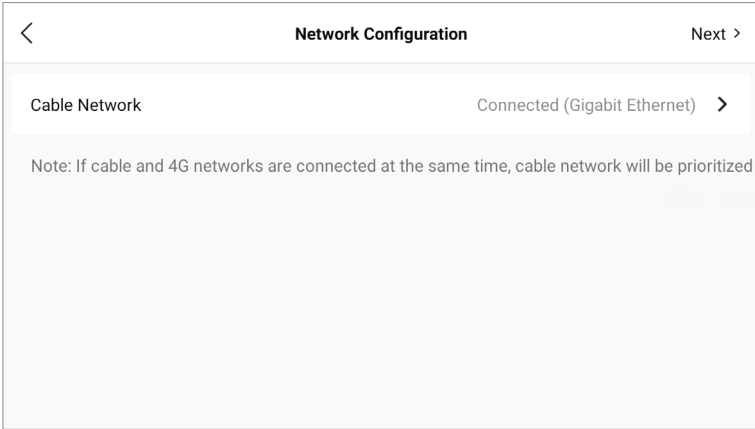 Network Configuration
Next >
Cable Network
Connected (Gigabit Ethernet)
Note: If cable and 4G networks are connected at the same time, cable network will be prioritized